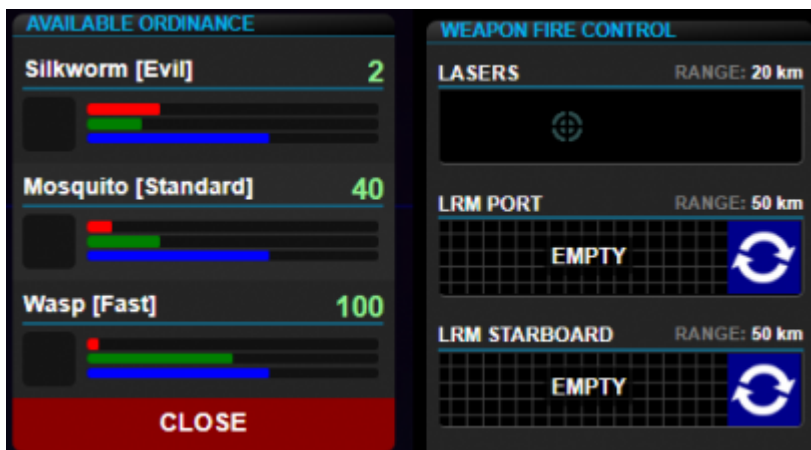 AVAILABLE ORDINANCE
Silkworm [Evil] 2
Mosquito [Standard] 40
Wasp [Fast] 100
CLOSE
WEAPON FIRE CONTROL
LASERS RANGE: 20 km
LRM PORT RANGE: 50 km
EMPTY
LRM STARBOARD RANGE: 50 km
EMPTY